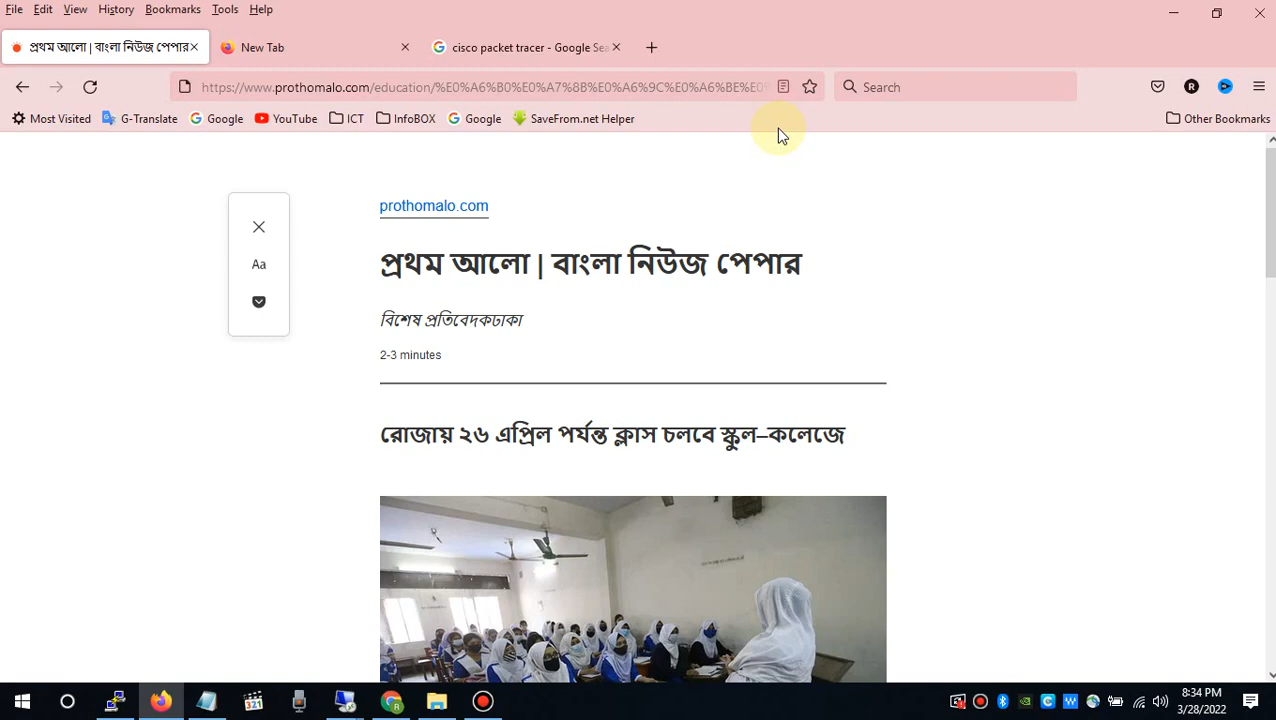 File Edit View History Bookmarks Tools Help
প্রথম আলো | বাংলা নিউজ পেপার
New Tab
cisco packet tracer - Google Sea
https://www.prothomalo.com/education/%E0%A6%B0%E0%A7%8B%E0%A6%9C%E0%A6%BE%E0%
Search
Most Visited G-Translate Google YouTube ICT InfoBOX Google SaveFrom.net Helper Other Bookmarks
prothomalo.com
প্রথম আলো | বাংলা নিউজ পেপার
Aa
বিশেষ প্রতিবেদকঢাকা
2-3 minutes
রোজায় ২৬ এপ্রিল পর্যন্ত ক্লাস চলবে স্কুল–কলেজে
321
8:34 PM
3/28/2022